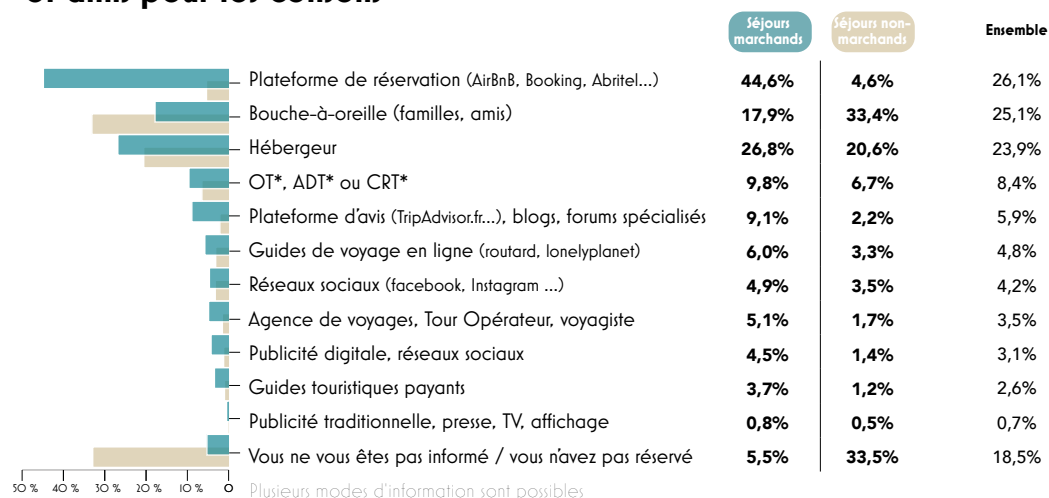 et amis pour les conseils
Séjours marchands
Séjours non-marchands
Ensemble
Plateforme de réservation (AirBnB, Booking, Abritel...) 44,6% 4,6% 26,1%
Bouche-à-oreille (familles, amis) 17,9% 33,4% 25,1%
Hébergeur 26,8% 20,6% 23,9%
OT*, ADT* ou CRT* 9,8% 6,7% 8,4%
Plateforme d'avis (TripAdvisor.fr...), blogs, forums spécialisés 9,1% 2,2% 5,9%
Guides de voyage en ligne (routard, lonelyplanet) 6,0% 3,3% 4,8%
Réseaux sociaux (facebook, Instagram ...) 4,9% 3,5% 4,2%
Agence de voyages, Tour Opérateur, voyagiste 5,1% 1,7% 3,5%
Publicité digitale, réseaux sociaux 4,5% 1,4% 3,1%
Guides touristiques payants 3,7% 1,2% 2,6%
Publicité traditionnelle, presse, TV, affichage 0,8% 0,5% 0,7%
Vous ne vous êtes pas informé / vous n'avez pas réservé 5,5% 33,5% 18,5%
50 % 40 % 30 % 20 % 10 % 0
Plusieurs modes d'information sont possibles